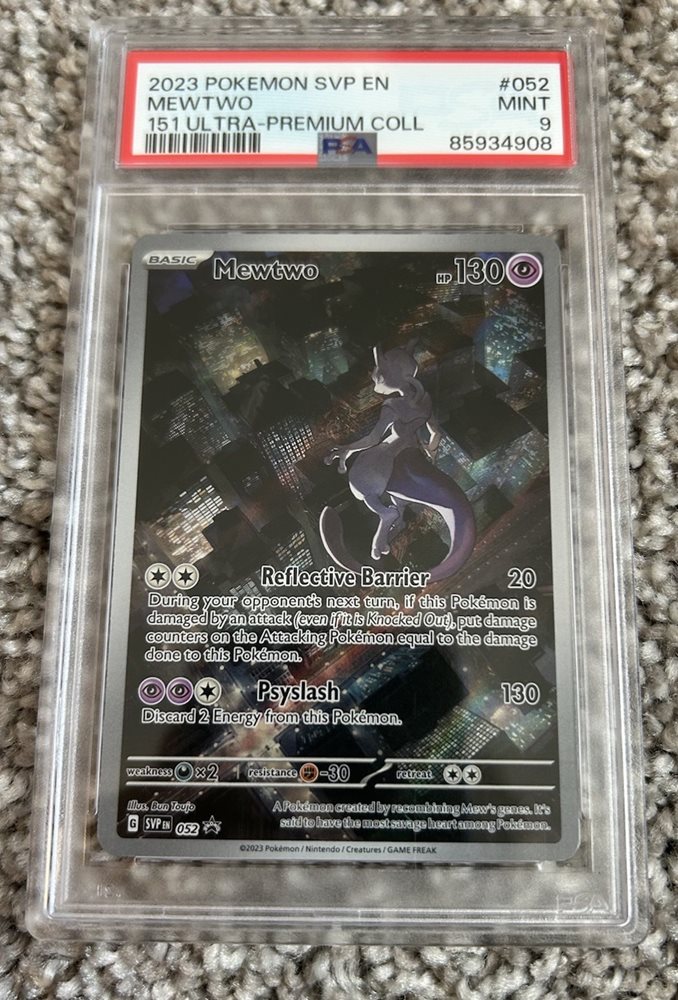 2023 POKEMON SVP EN #052
MEWTWO MINT
151 ULTRA-PREMIUM COLL 9
PSA 85934908
BASIC Mewtwo HP 130
Reflective Barrier 20
During your opponent's next turn, if this Pokémon is
damaged by an attack (even if it is Knocked Out), put damage
counters on the Attacking Pokémon equal to the damage
done to this Pokémon.
Psyslash 130
Discard 2 Energy from this Pokémon.
weakness ×2 resistance -30 retreat
Illus. Bun Toujo
A Pokémon created by recombining Mew's genes. It's
said to have the most savage heart among Pokémon.
G SVP EN 052
©2023 Pokémon / Nintendo / Creatures / GAME FREAK
PSA